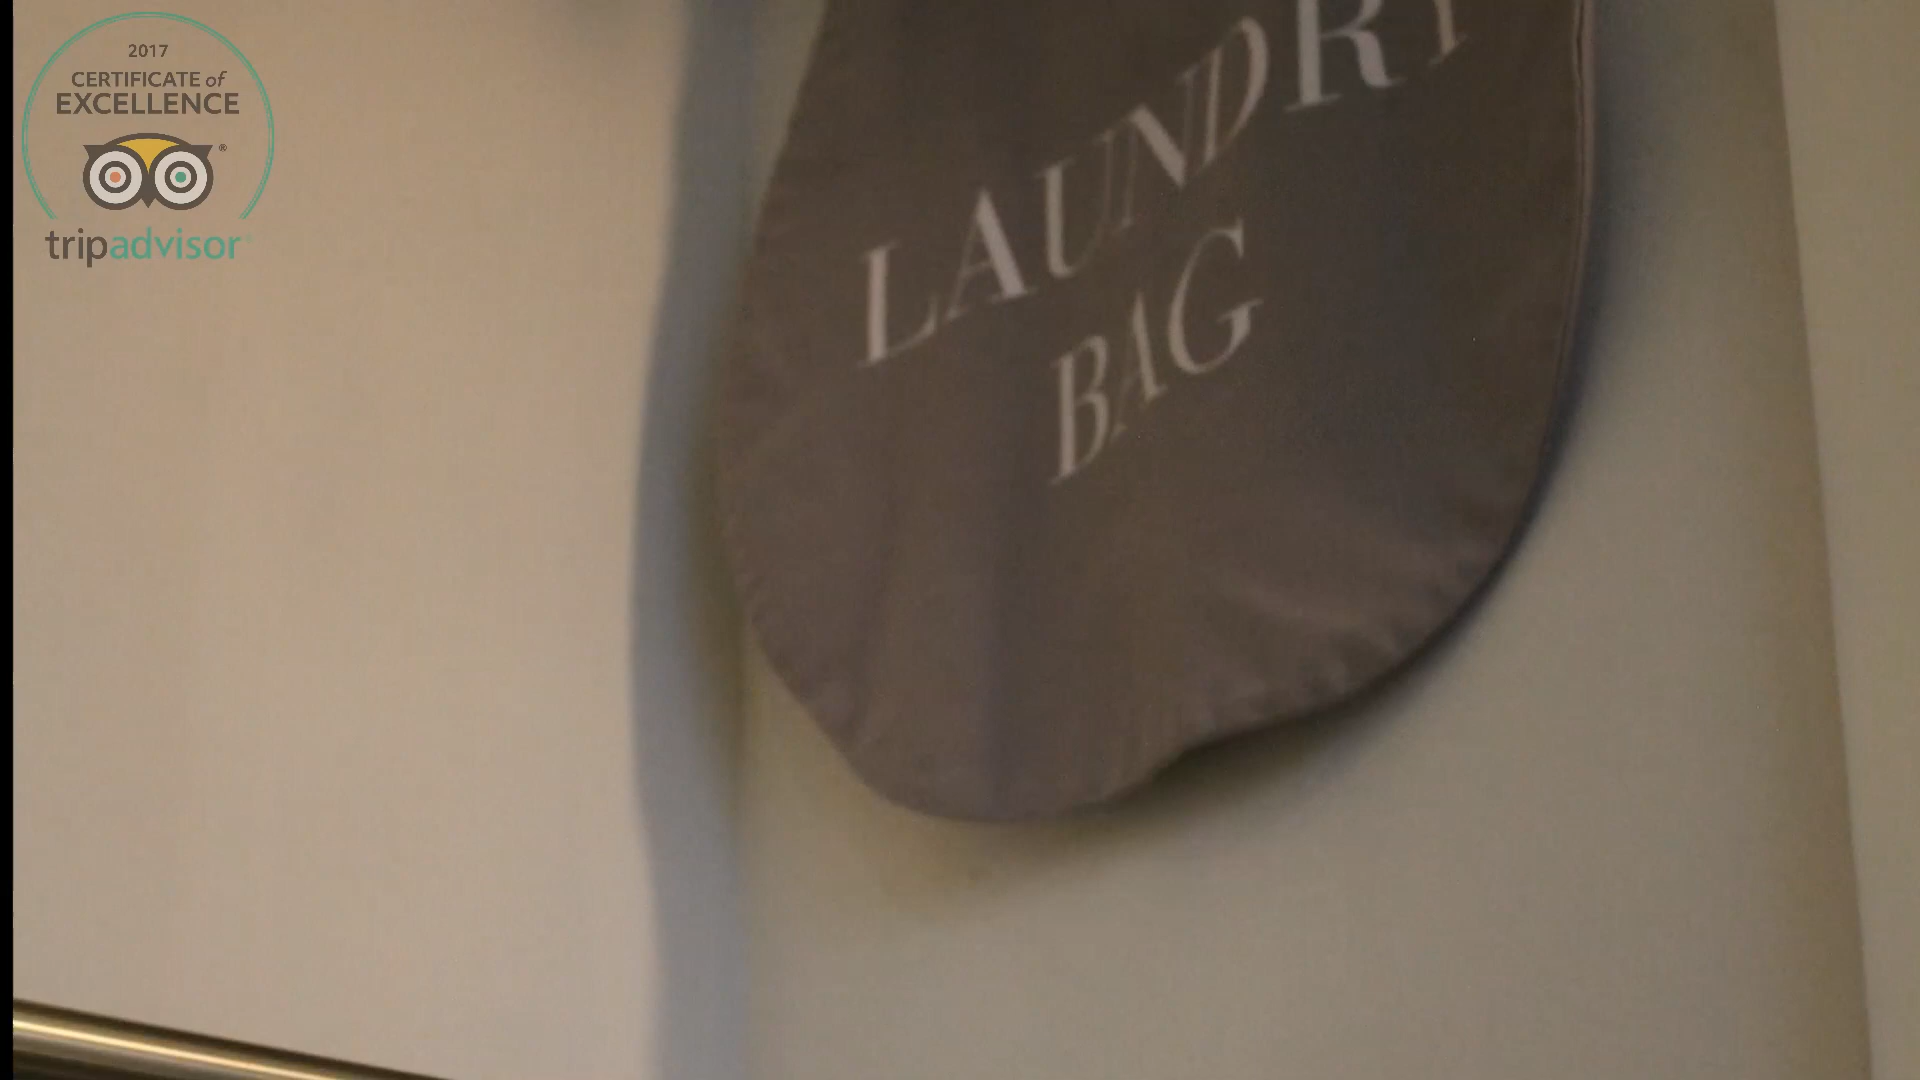 2017
CERTIFICATE of
EXCELLENCE
®
tripadvisor
LAUNDRY
BAG